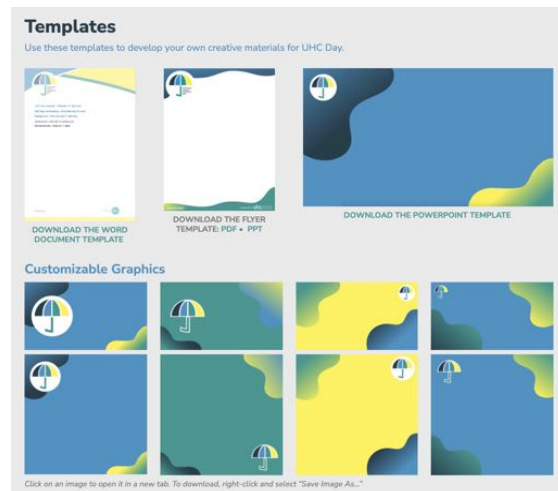 Templates
Use these templates to develop your own creative materials for UHC Day.
DOWNLOAD THE WORD
DOCUMENT TEMPLATE
DOWNLOAD THE FLYER
TEMPLATE: PDF • PPT
DOWNLOAD THE POWERPOINT TEMPLATE
Customizable Graphics
Click on an image to open it in a new tab. To download, right-click and select "Save Image As..."